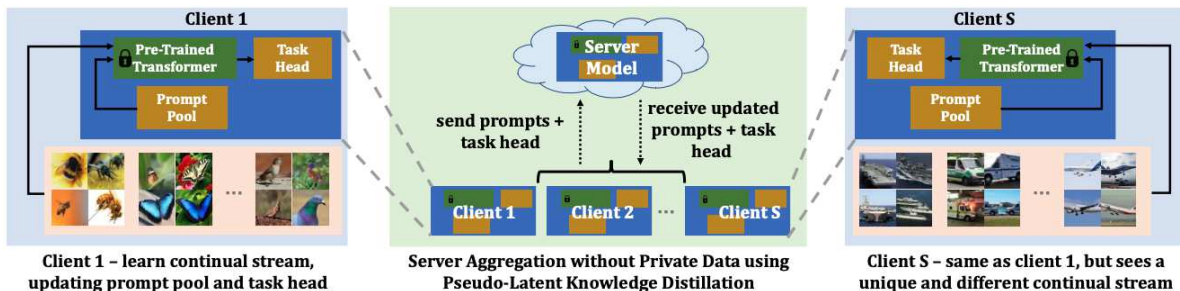 Client 1
Pre-Trained
Transformer
Task
Head
Prompt
Pool
...
Client 1 – learn continual stream,
updating prompt pool and task head
Server
Model
send prompts +
task head
receive updated
prompts + task
head
Client 1
Client 2
...
Client S
Server Aggregation without Private Data using
Pseudo-Latent Knowledge Distillation
Client S
Task
Head
Pre-Trained
Transformer
Prompt
Pool
...
Client S – same as client 1, but sees a
unique and different continual stream